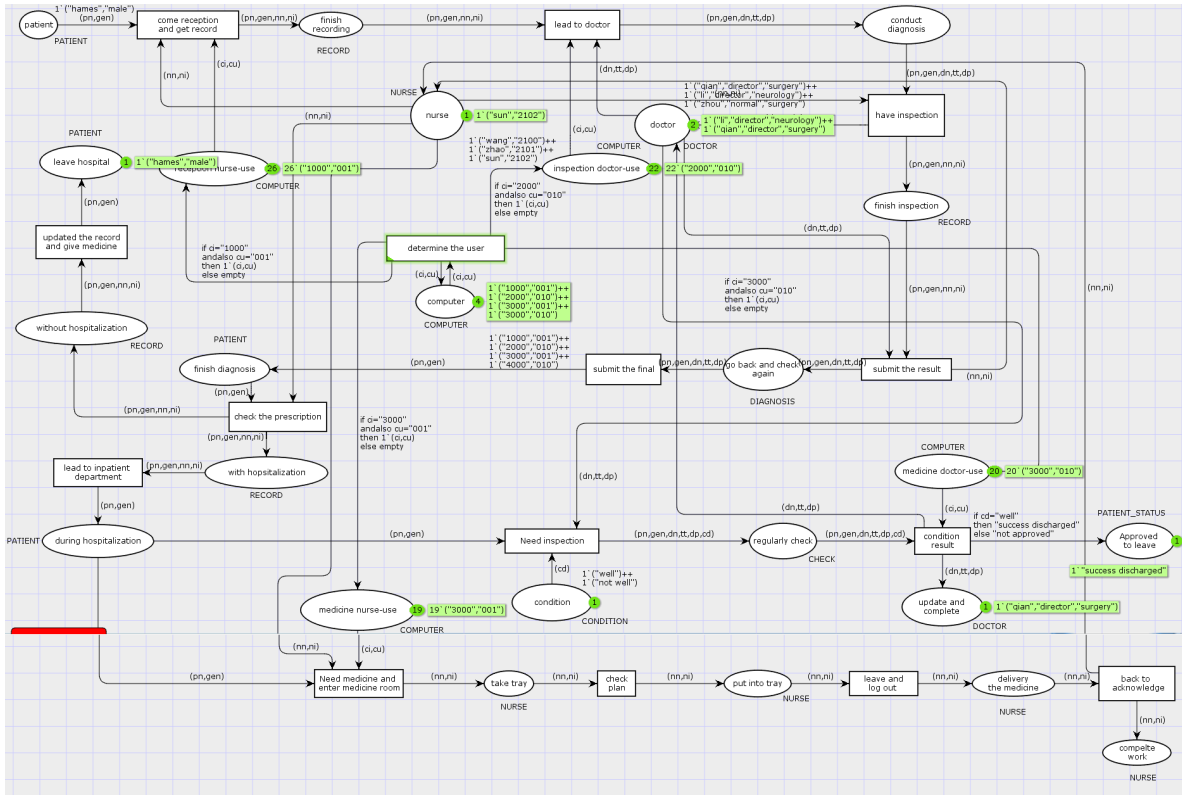 1`("hames","male")
patient
(pn,gen)
PATIENT
come reception
and get record
(pn,gen,nn,ni)
finish
recording
RECORD
(pn,gen,nn,ni)
lead to doctor
(pn,gen,dn,tt,dp)
conduct
diagnosis
(nn,ni)
(ci,cu)
(dn,tt,dp)
(pn,gen,dn,tt,dp)
NURSE
nurse
1
1`("sun","2102")
(nn,ni)
1`("wang","2100")++
1`("zhao","2101")++
1`("sun","2102")
(ci,cu)
1`("qian","director","surgery")++
1`("li","director","neurology")++
1`("zhou","normal","surgery")
(nn,ni)
doctor
2
1`("li","director","neurology")++
1`("qian","director","surgery")
DOCTOR
have inspection
PATIENT
leave hospital
1
1`("hames","male")
reception nurse-use
26
26`("1000","001")
COMPUTER
COMPUTER
inspection doctor-use
22
22`("2000","010")
(pn,gen,nn,ni)
(pn,gen)
if ci="2000"
andalso cu="010"
then 1`(ci,cu)
else empty
finish inspection
RECORD
updated the record
and give medicine
if ci="1000"
andalso cu="001"
then 1`(ci,cu)
else empty
determine the user
(dn,tt,dp)
(ci,cu)
(ci,cu)
(pn,gen,nn,ni)
computer
4
1`("1000","001")++
1`("2000","010")++
1`("3000","001")++
1`("3000","010")
COMPUTER
if ci="3000"
andalso cu="010"
then 1`(ci,cu)
else empty
(nn,ni)
without hospitalization
RECORD
PATIENT
1`("1000","001")++
1`("2000","010")++
1`("3000","001")++
1`("4000","010")
finish diagnosis
(pn,gen)
submit the final
(pn,gen,dn,tt,dp)
go back and check
again
DIAGNOSIS
(pn,gen,dn,tt,dp)
submit the result
(nn,ni)
(pn,gen)
(pn,gen,nn,ni)
check the prescription
(pn,gen,nn,ni)
if ci="3000"
andalso cu="001"
then 1`(ci,cu)
else empty
lead to inpatient
department
(pn,gen,nn,ni)
with hopsitalization
RECORD
(dn,tt,dp)
COMPUTER
medicine doctor-use
20
20`("3000","010")
(pn,gen)
(dn,tt,dp)
(ci,cu)
if cd="well"
then "success discharged"
else "not approved"
PATIENT_STATUS
PATIENT
during hospitalization
(pn,gen)
Need inspection
(pn,gen,dn,tt,dp,cd)
regularly check
CHECK
(pn,gen,dn,tt,dp,cd)
condition
result
Approved
to leave
1
1`"success discharged"
(cd)
1`("well")++
1`("not well")
(dn,tt,dp)
medicine nurse-use
19
19`("3000","001")
COMPUTER
condition
1
CONDITION
update and
complete
1
1`("qian","director","surgery")
DOCTOR
(nn,ni)
(ci,cu)
(pn,gen)
Need medicine and
enter medicine room
(nn,ni)
take tray
NURSE
(nn,ni)
check
plan
(nn,ni)
put into tray
NURSE
(nn,ni)
leave and
log out
(nn,ni)
delivery
the medicine
NURSE
(nn,ni)
back to
acknowledge
(nn,ni)
compelte
work
NURSE